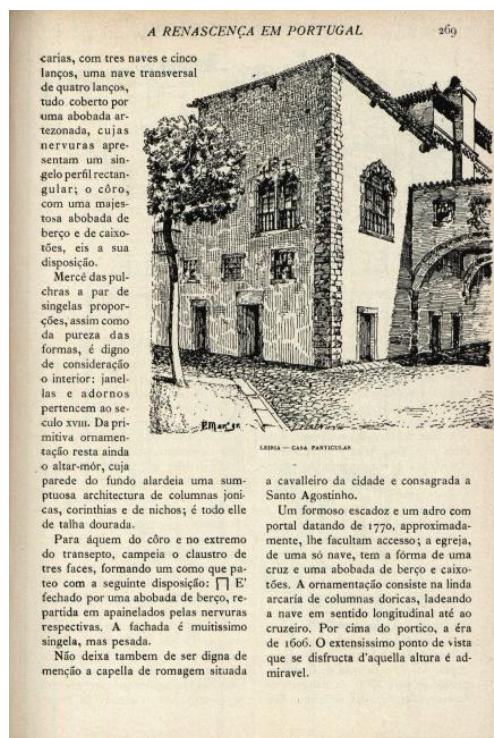 A RENASCENÇA EM PORTUGAL 269
carias, com tres naves e cinco
lanços, uma nave transversal
de quatro lanços,
tudo coberto por
uma abobada ar-
tezonada, cujas
nervuras apre-
sentam um sin-
gelo perfil rectan-
gular; o côro,
com uma majes-
tosa abobada de
berço e de caixo-
tões, eis a sua
disposição.
Mercê das pul-
chras a par de
singelas propor-
ções, assim como
da pureza das
formas, é digno
de consideração
o interior: janel-
las e adornos
pertencem ao se-
culo XVIII. Da pri-
mitiva ornamen-
tação resta ainda
o altar-mór, cuja
parede do fundo alardeia uma sum-
ptuosa architectura de columnas joni-
cas, corinthias e de nichos; é todo elle
de talha dourada.
Para áquem do côro e no extremo
do transepto, campeia o claustro de
tres faces, formando um como que pa-
teo com a seguinte disposição: E'
fechado por uma abobada de berço, re-
partida em apainelados pelas nervuras
respectivas. A fachada é muitissimo
singela, mas pesada.
Não deixa tambem de ser digna de
menção a capella de romagem situada
LEIRIA — CASA PARTICULAR
a cavalleiro da cidade e consagrada a
Santo Agostinho.
Um formoso escadoz e um adro com
portal datando de 1770, approximada-
mente, lhe facultam accesso; a egreja,
de uma só nave, tem a fórma de uma
cruz e uma abobada de berço e caixo-
tões. A ornamentação consiste na linda
arcaría de columnas doricas, ladeando
a nave em sentido longitudinal até ao
cruzeiro. Por cima do portico, a éra
de 1606. O extensissimo ponto de vista
que se disfructa d'aquella altura é ad-
miravel.